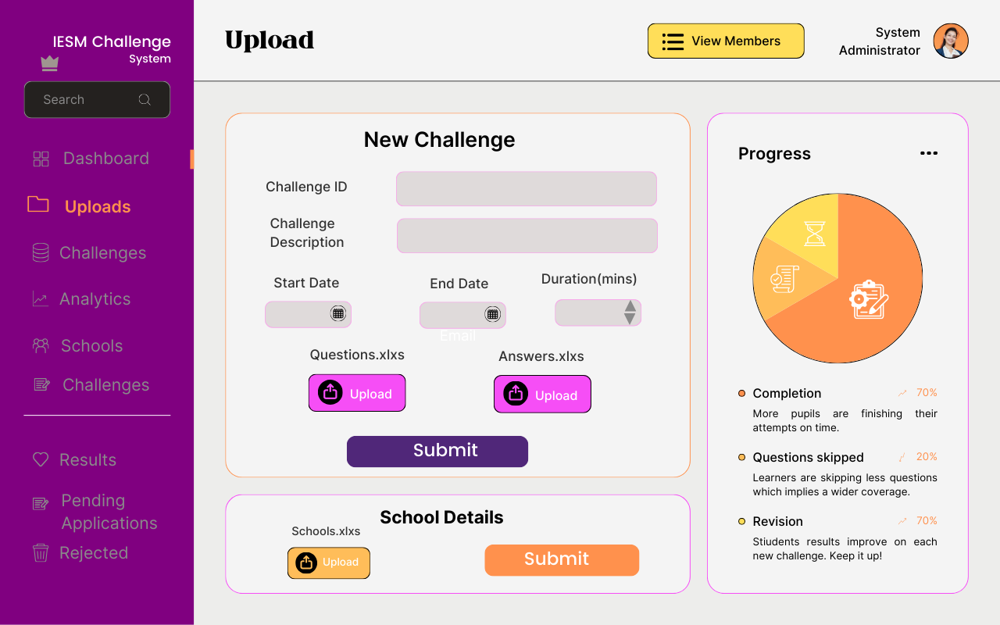 IESM Challenge
System
Search
Dashboard
Uploads
Challenges
Analytics
Schools
Challenges
Results
Pending
Applications
Rejected
Upload
View Members
System
Administrator
New Challenge
Challenge ID
Challenge
Description
Start Date
End Date
Duration(mins)
Email
Questions.xlxs
Answers.xlxs
Upload
Upload
Submit
School Details
Schools.xlxs
Upload
Submit
Progress
Completion 70%
More pupils are finishing their
attempts on time.
Questions skipped 20%
Learners are skipping less questions
which implies a wider coverage.
Revision 70%
Stiudents results improve on each
new challenge. Keep it up!